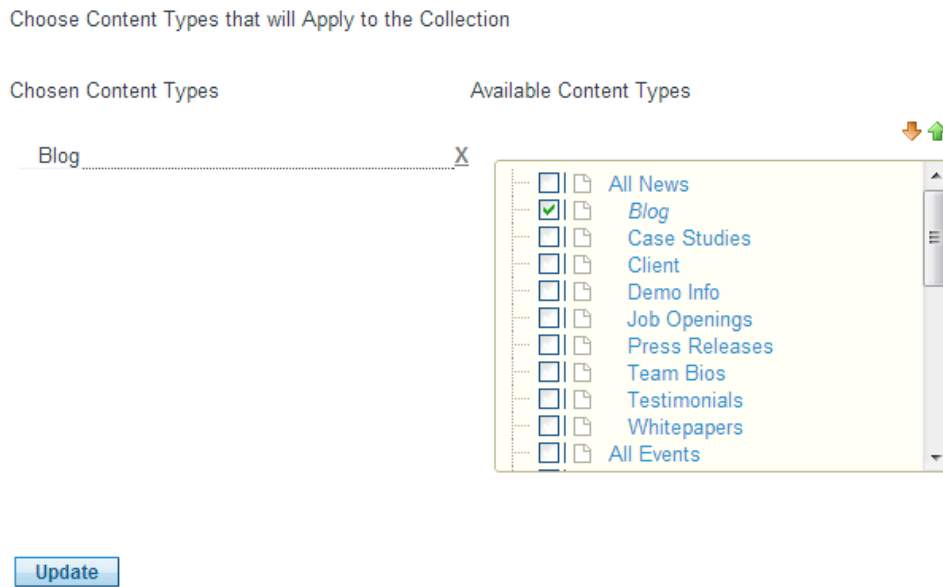 Choose Content Types that will Apply to the Collection
Chosen Content Types
Available Content Types
Blog X
All News
Blog
Case Studies
Client
Demo Info
Job Openings
Press Releases
Team Bios
Testimonials
Whitepapers
All Events
Update